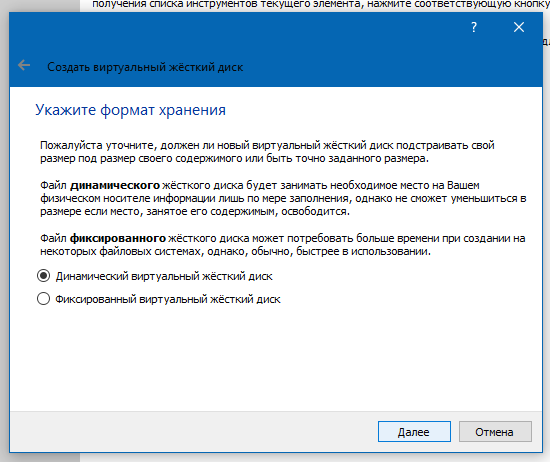 получения списка инструментов текущего элемента, нажмите соответствующую кнопку
?
Создать виртуальный жёсткий диск
Укажите формат хранения
Пожалуйста уточните, должен ли новый виртуальный жёсткий диск подстраивать свой
размер под размер своего содержимого или быть точно заданного размера.
Файл динамического жёсткого диска будет занимать необходимое место на Вашем
физическом носителе информации лишь по мере заполнения, однако не сможет уменьшиться в
размере если место, занятое его содержимым, освободится.
Файл фиксированного жёсткого диска может потребовать больше времени при создании на
некоторых файловых системах, однако, обычно, быстрее в использовании.
Динамический виртуальный жёсткий диск
Фиксированный виртуальный жёсткий диск
Далее Отмена